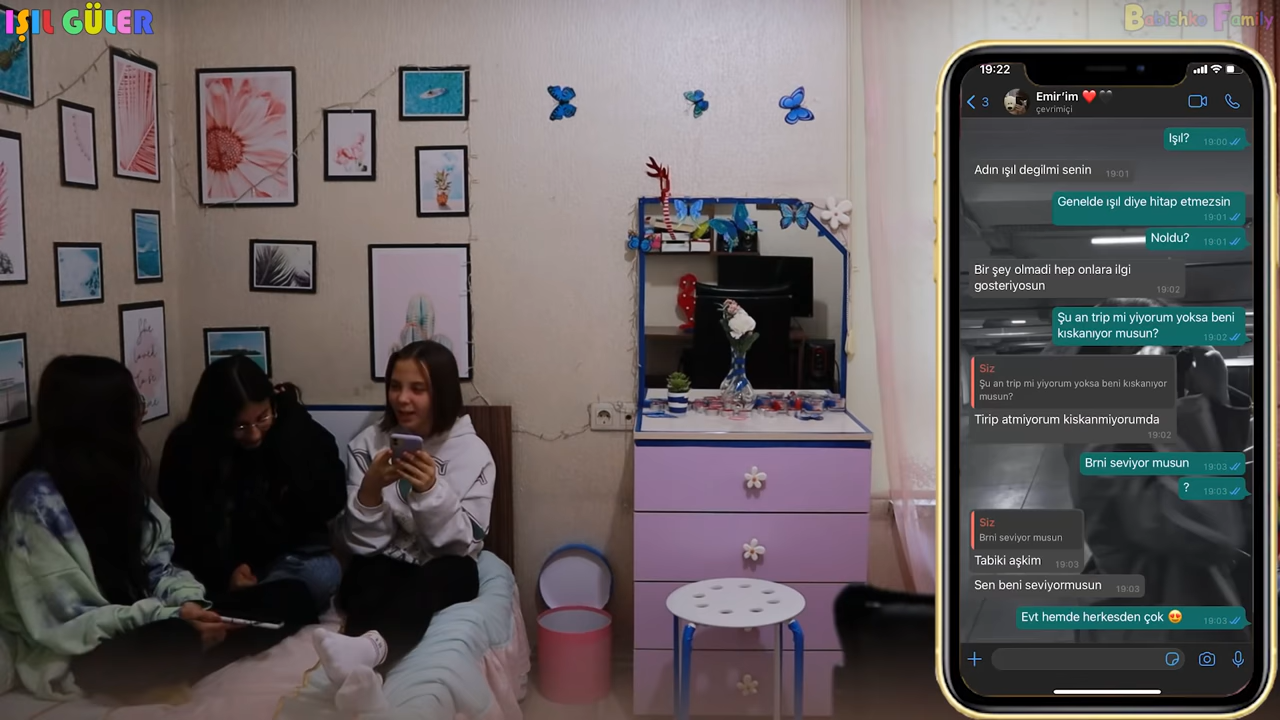 IŞIL GÜLER
Babishko Family
19:22
3
Emir'im ❤️🖤
çevrimiçi
Işıl?
19:00
Adın ışıl degilmi senin
19:01
Genelde ışıl diye hitap etmezsin
19:01
Noldu?
19:01
Bir şey olmadi hep onlara ilgi
gosteriyosun
19:02
Şu an trip mi yiyorum yoksa beni
kıskanıyor musun?
19:02
Siz
Şu an trip mi yiyorum yoksa beni kıskanıyor
musun?
Tirip atmiyorum kiskanmiyorumda
19:02
Brni seviyor musun
19:03
?
19:03
Siz
Brni seviyor musun
Tabiki aşkim
19:03
Sen beni seviyormusun
19:03
Evt hemde herkesden çok 😍
19:03